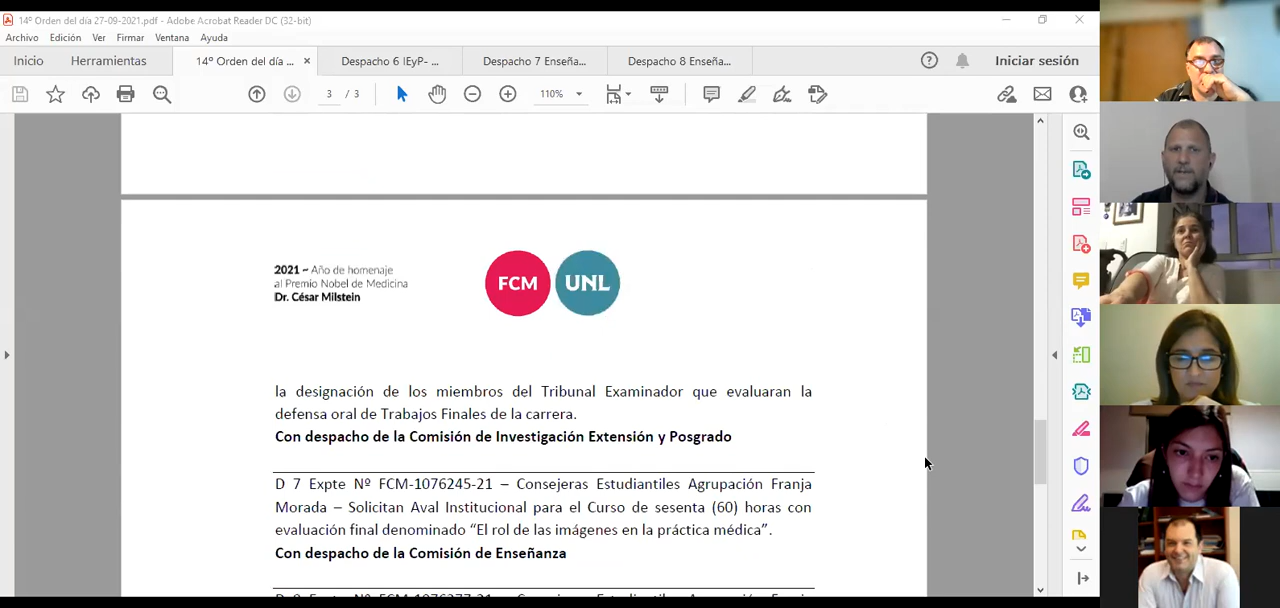 14º Orden del día 27-09-2021.pdf - Adobe Acrobat Reader DC (32-bit)
Archivo Edición Ver Firmar Ventana Ayuda
Inicio Herramientas 14º Orden del día ... × Despacho 6 IEyP- ... Despacho 7 Enseña... Despacho 8 Enseña... Iniciar sesión
3 / 3 110%
2021 ~ Año de homenaje
al Premio Nobel de Medicina
Dr. César Milstein
FCM UNL
la designación de los miembros del Tribunal Examinador que evaluaran la
defensa oral de Trabajos Finales de la carrera.
Con despacho de la Comisión de Investigación Extensión y Posgrado
D 7 Expte Nº FCM-1076245-21 – Consejeras Estudiantiles Agrupación Franja
Morada – Solicitan Aval Institucional para el Curso de sesenta (60) horas con
evaluación final denominado “El rol de las imágenes en la práctica médica”.
Con despacho de la Comisión de Enseñanza